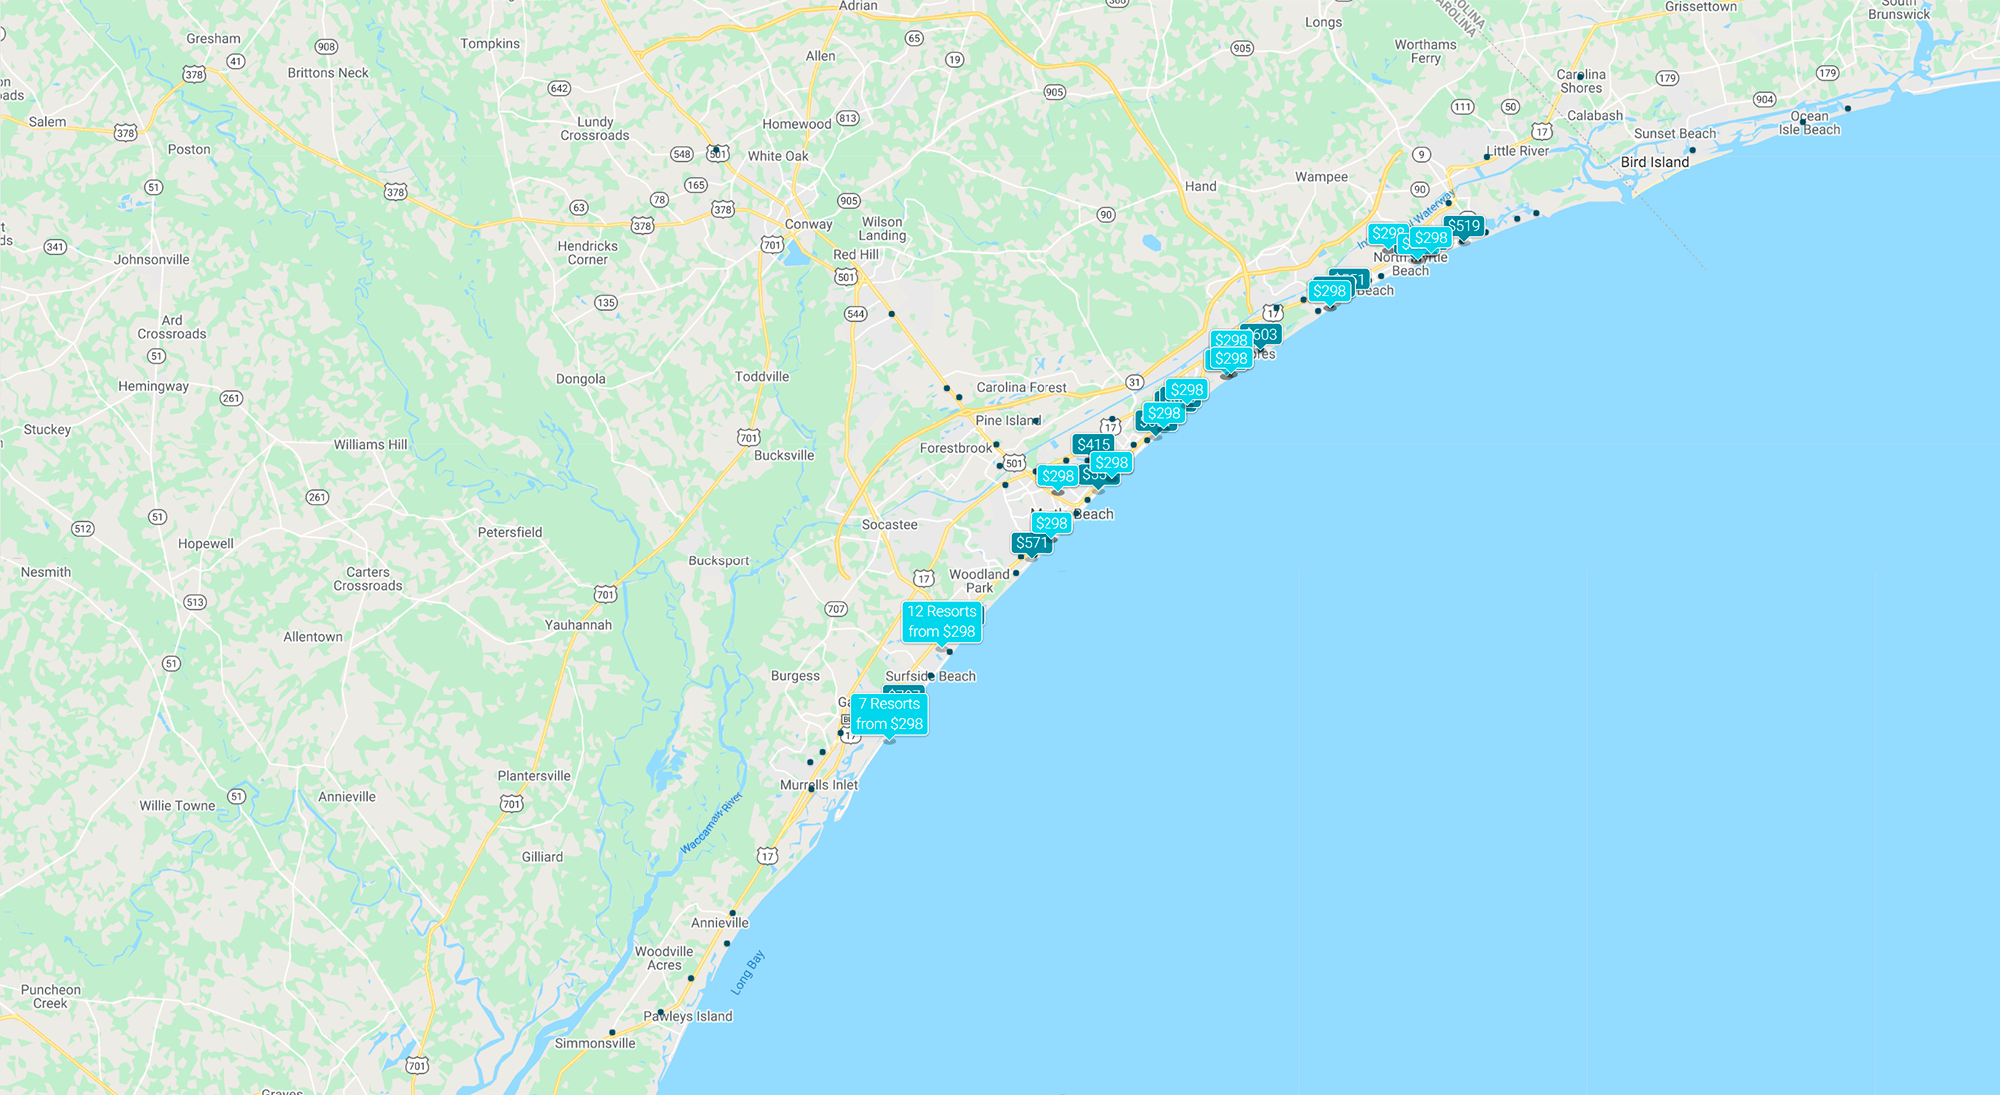 Adrian
Gresham
Tompkins
Longs
Grissettown
South
Brunswick
CAROLINA
908
65
905
Worthams
Ferry
41
Allen
19
378
Brittons Neck
Carolina
Shores
179
179
642
905
111
50
904
Salem
378
Lundy
Crossroads
Homewood
813
Calabash
Ocean
Isle Beach
17
Sunset Beach
Poston
548
501
White Oak
9
Little River
Bird Island
51
378
165
78
905
Hand
Wampee
90
63
378
723
Conway
Wilson
Landing
90
Waterway
341
Hendricks
Corner
701
Red Hill
$298
$298
$519
Johnsonville
501
North Myrtle
Beach
135
Beach
$298
Ard
Crossroads
544
17
51
$298
$603
$298
Hemingway
Dongola
Toddville
Carolina Forest
31
$298
261
Pine Island
$298
Stuckey
Williams Hill
701
Bucksville
Forestbrook
17
$415
501
$298
$298
261
512
51
Petersfield
Socastee
Myrtle Beach
Hopewell
$298
$571
Nesmith
Carters
Crossroads
Bucksport
17
Woodland
Park
513
701
707
12 Resorts
from $298
Allentown
Yauhannah
51
Burgess
Surfside Beach
7 Resorts
from $298
17
Plantersville
Murrells Inlet
Willie Towne
51
Annieville
701
Waccamaw River
Gilliard
17
Annieville
Woodville
Acres
Long Bay
Puncheon
Creek
Pawleys Island
Simmonsville
701
Graves